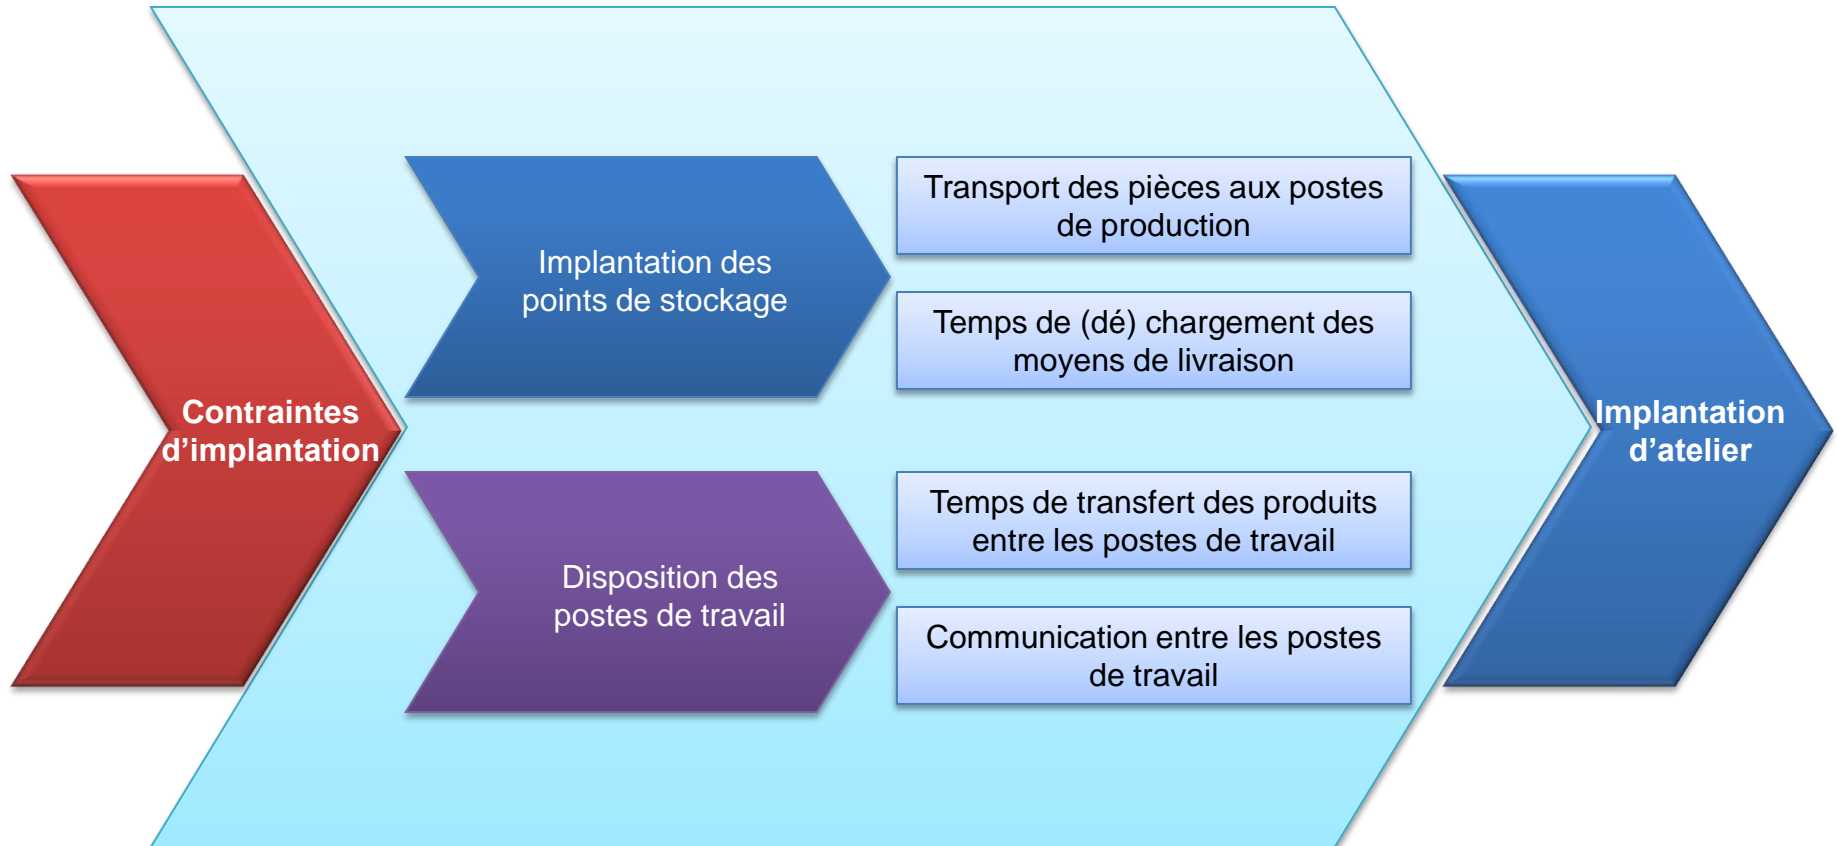 Contraintes
d’implantation
Implantation des
points de stockage
Transport des pièces aux postes
de production
Temps de (dé) chargement des
moyens de livraison
Disposition des
postes de travail
Temps de transfert des produits
entre les postes de travail
Communication entre les postes
de travail
Implantation
d’atelier